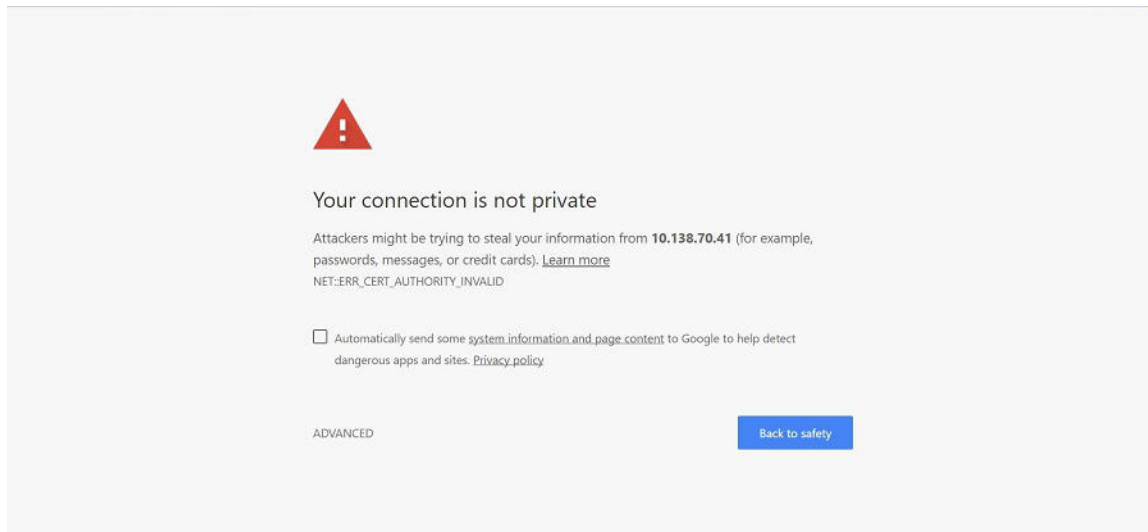 Your connection is not private
Attackers might be trying to steal your information from 10.138.70.41 (for example,
passwords, messages, or credit cards). Learn more
NET::ERR_CERT_AUTHORITY_INVALID
Automatically send some system information and page content to Google to help detect
dangerous apps and sites. Privacy policy
ADVANCED
Back to safety